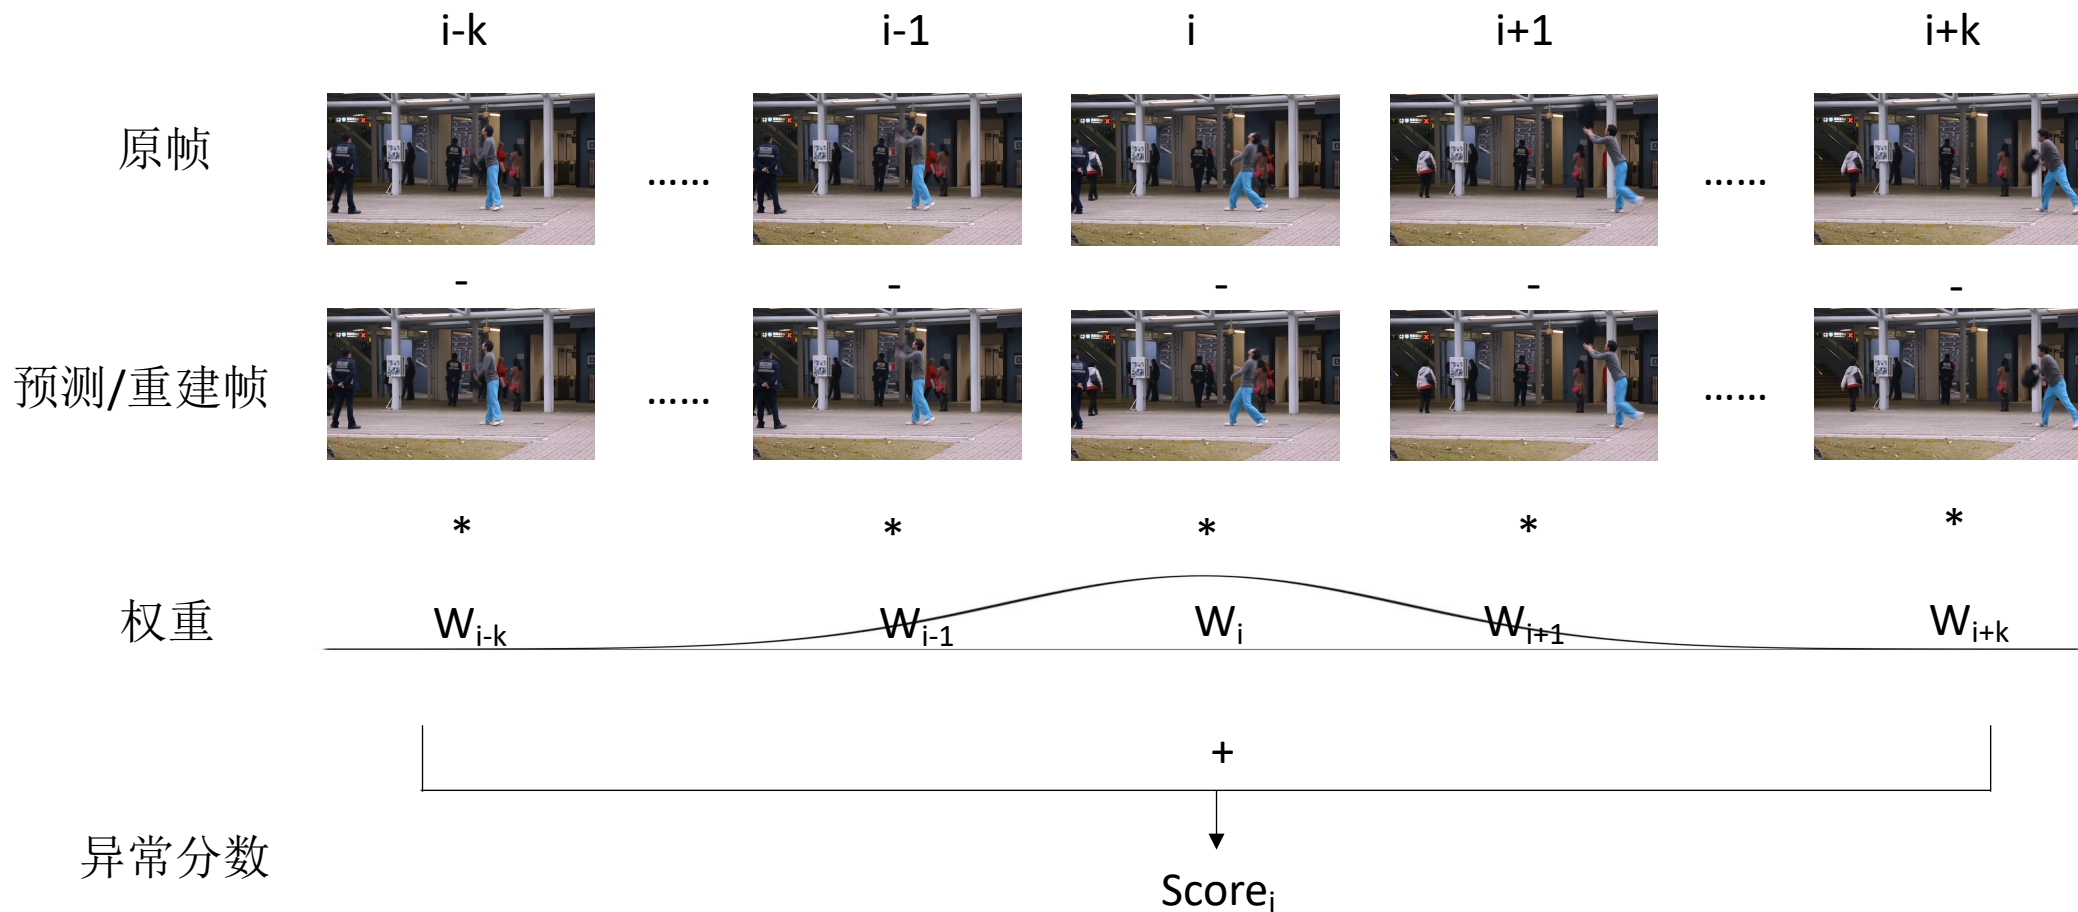 i-k i-1 i i+1 i+k
原帧 …… ……
- - - - -
预测/重建帧 …… ……
* * * * *
权重 Wi-k Wi-1 Wi Wi+1 Wi+k
+
异常分数
Scorei